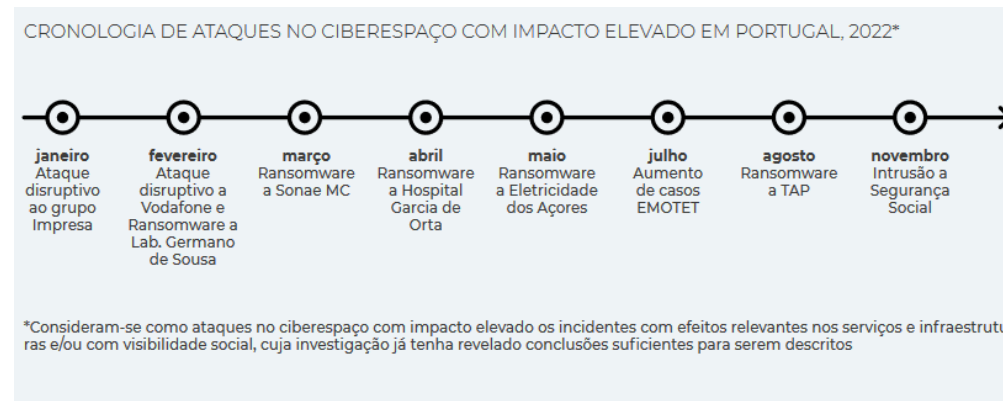 CRONOLOGIA DE ATAQUES NO CIBERESPAÇO COM IMPACTO ELEVADO EM PORTUGAL, 2022*
janeiro
Ataque
disruptivo
ao grupo
Impresa
fevereiro
Ataque
disruptivo a
Vodafone e
Ransomware a
Lab. Germano
de Sousa
março
Ransomware
a Sonae MC
abril
Ransomware
a Hospital
Garcia de
Orta
maio
Ransomware
a Eletricidade
dos Açores
julho
Aumento
de casos
EMOTET
agosto
Ransomware
a TAP
novembro
Intrusão a
Segurança
Social
*Consideram-se como ataques no ciberespaço com impacto elevado os incidentes com efeitos relevantes nos serviços e infraestrutu
ras e/ou com visibilidade social, cuja investigação já tenha revelado conclusões suficientes para serem descritos